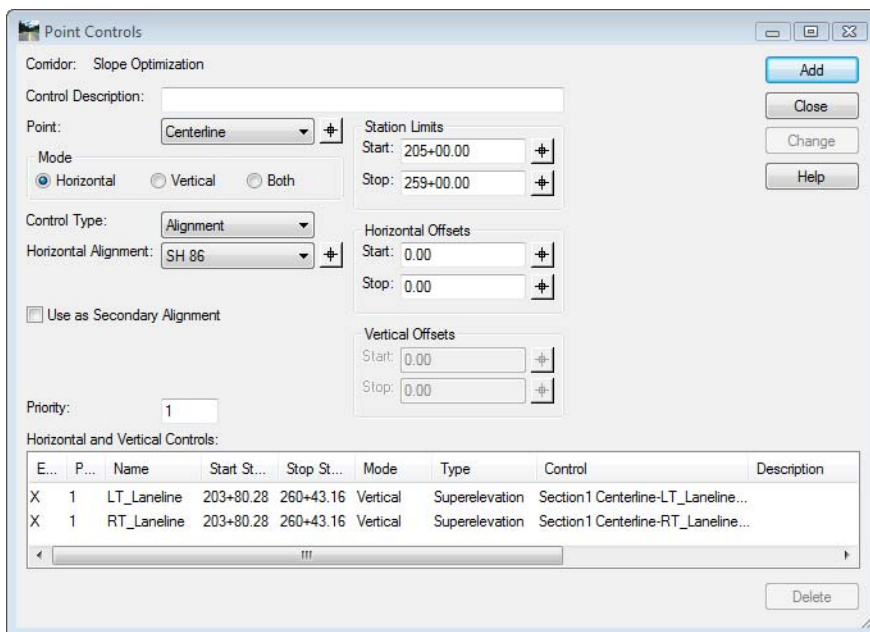 Point Controls
Corridor: Slope Optimization
Add
Control Description:
Close
Point: Centerline
Station Limits
Change
Mode
Start: 205+00.00
Horizontal Vertical Both
Stop: 259+00.00
Help
Control Type: Alignment
Horizontal Offsets
Horizontal Alignment: SH 86
Start: 0.00
Stop: 0.00
Use as Secondary Alignment
Vertical Offsets
Start: 0.00
Stop: 0.00
Priority: 1
Horizontal and Vertical Controls:
E... P... Name Start St... Stop St... Mode Type Control Description
X 1 LT_Laneline 203+80.28 260+43.16 Vertical Superelevation Section1 Centerline-LT_Laneline...
X 1 RT_Laneline 203+80.28 260+43.16 Vertical Superelevation Section1 Centerline-RT_Laneline...
Delete